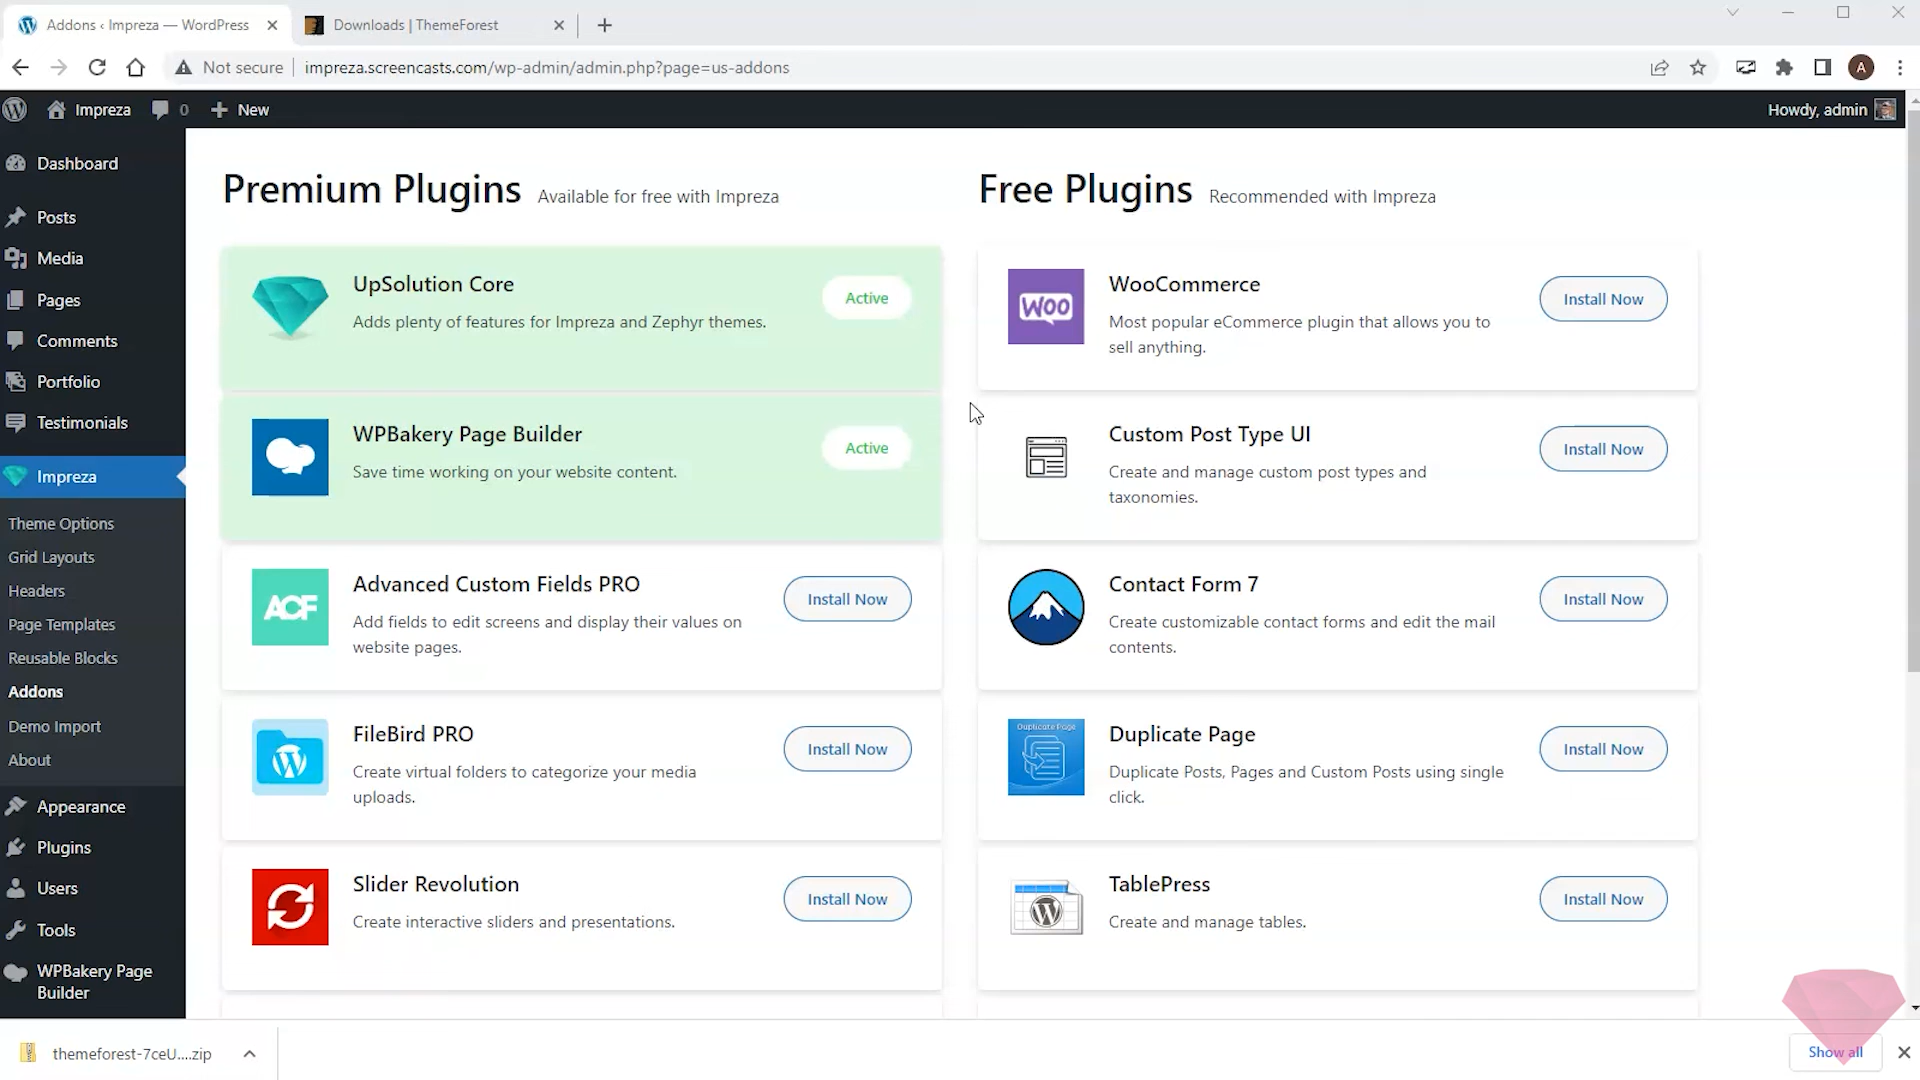 Addons ‹ Impreza — WordPress
Downloads | ThemeForest
Not secure
impreza.screencasts.com/wp-admin/admin.php?page=us-addons
A
Impreza
0
New
Howdy, admin
Dashboard
Posts
Media
Pages
Comments
Portfolio
Testimonials
Impreza
Theme Options
Grid Layouts
Headers
Page Templates
Reusable Blocks
Addons
Demo Import
About
Appearance
Plugins
Users
Tools
WPBakery Page
Builder
Premium Plugins Available for free with Impreza
UpSolution Core
Adds plenty of features for Impreza and Zephyr themes.
Active
WPBakery Page Builder
Save time working on your website content.
Active
ACF
Advanced Custom Fields PRO
Add fields to edit screens and display their values on
website pages.
Install Now
FileBird PRO
Create virtual folders to categorize your media
uploads.
Install Now
Slider Revolution
Create interactive sliders and presentations.
Install Now
Free Plugins Recommended with Impreza
WOO
WooCommerce
Most popular eCommerce plugin that allows you to
sell anything.
Install Now
Custom Post Type UI
Create and manage custom post types and
taxonomies.
Install Now
Contact Form 7
Create customizable contact forms and edit the mail
contents.
Install Now
Duplicate Page
Duplicate Page
Duplicate Posts, Pages and Custom Posts using single
click.
Install Now
TablePress
Create and manage tables.
Install Now
themeforest-7ceU....zip
Show all